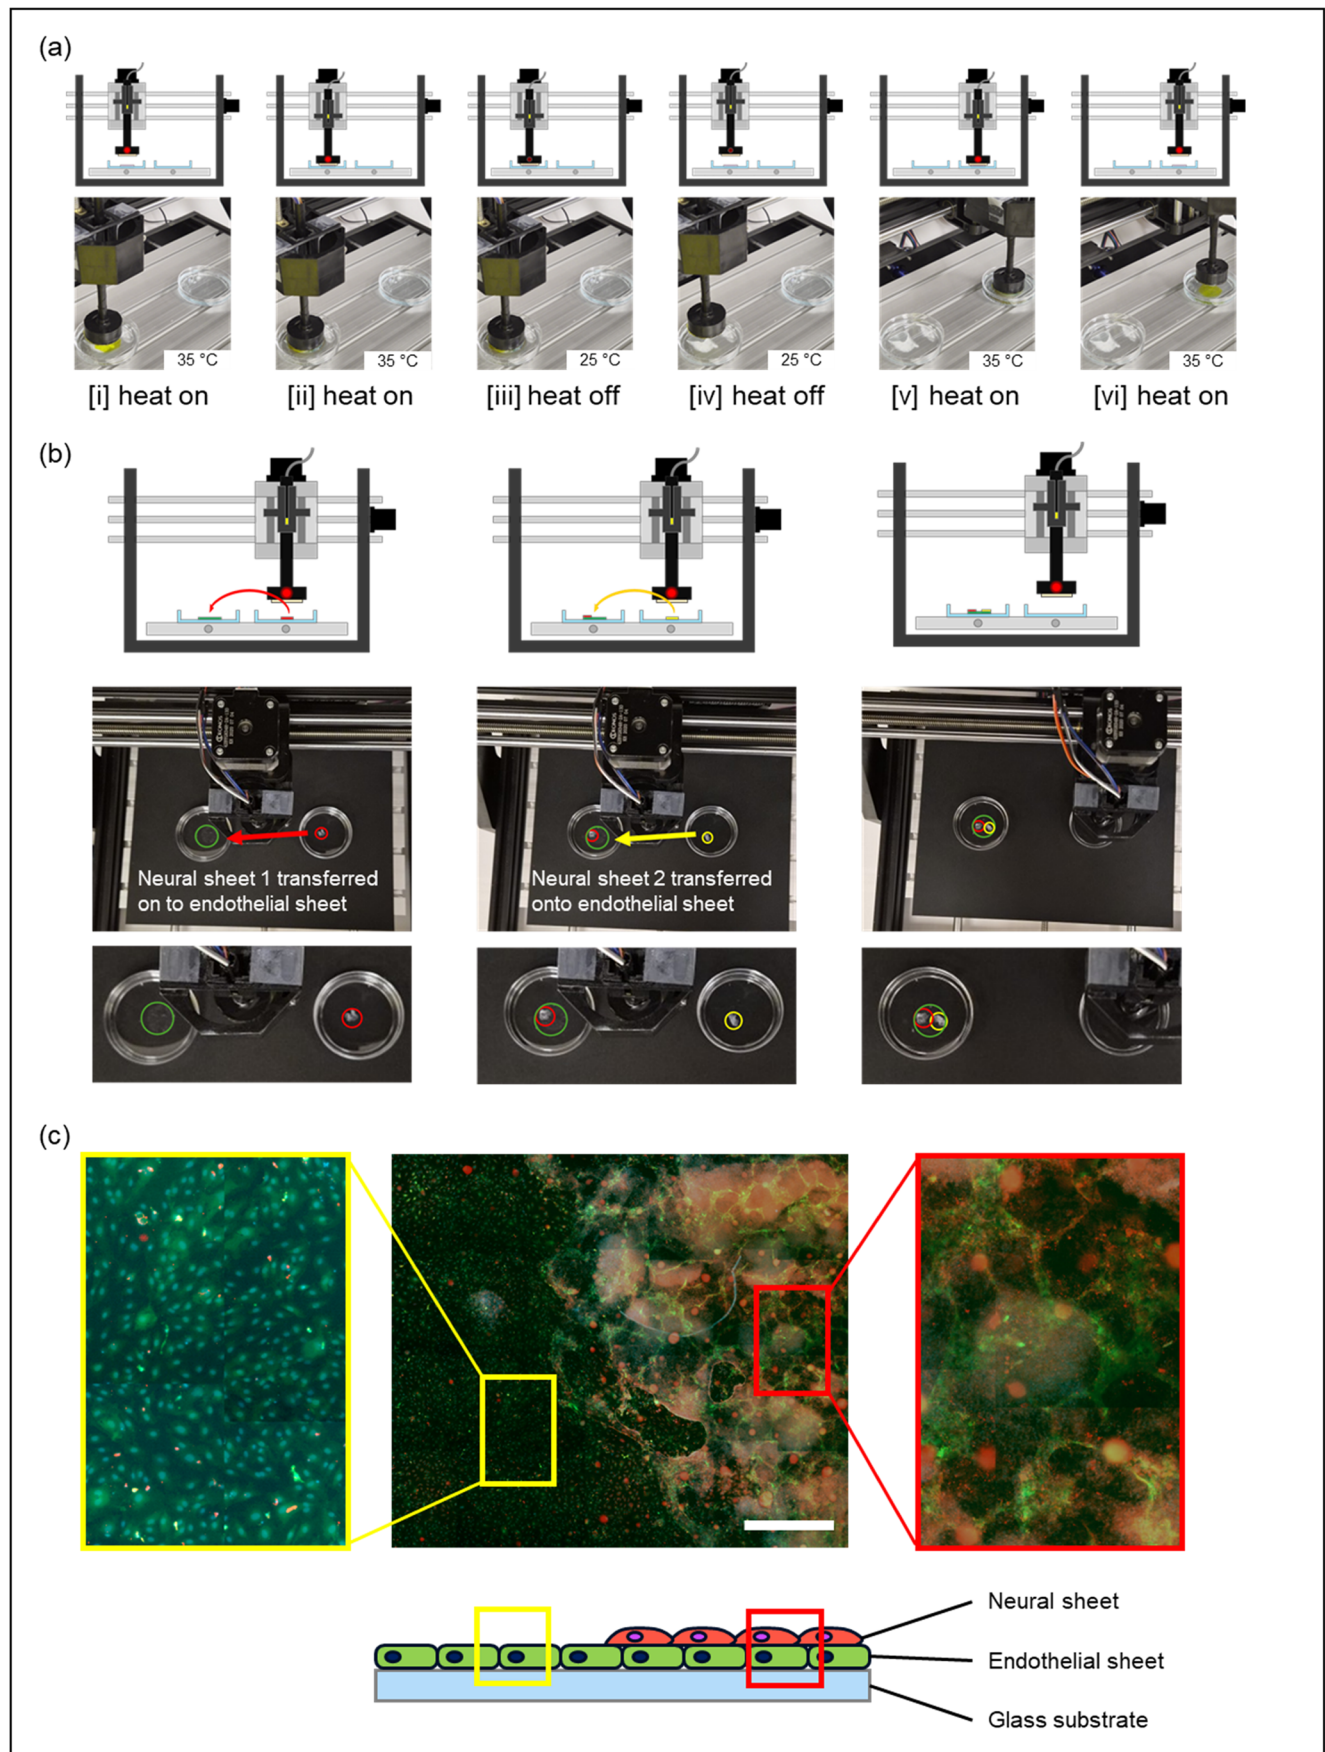 (a)
35 °C
35 °C
25 °C
25 °C
35 °C
35 °C
[i] heat on
[ii] heat on
[iii] heat off
[iv] heat off
[v] heat on
[vi] heat on
(b)
Neural sheet 1 transferred
on to endothelial sheet
Neural sheet 2 transferred
onto endothelial sheet
(c)
Neural sheet
Endothelial sheet
Glass substrate